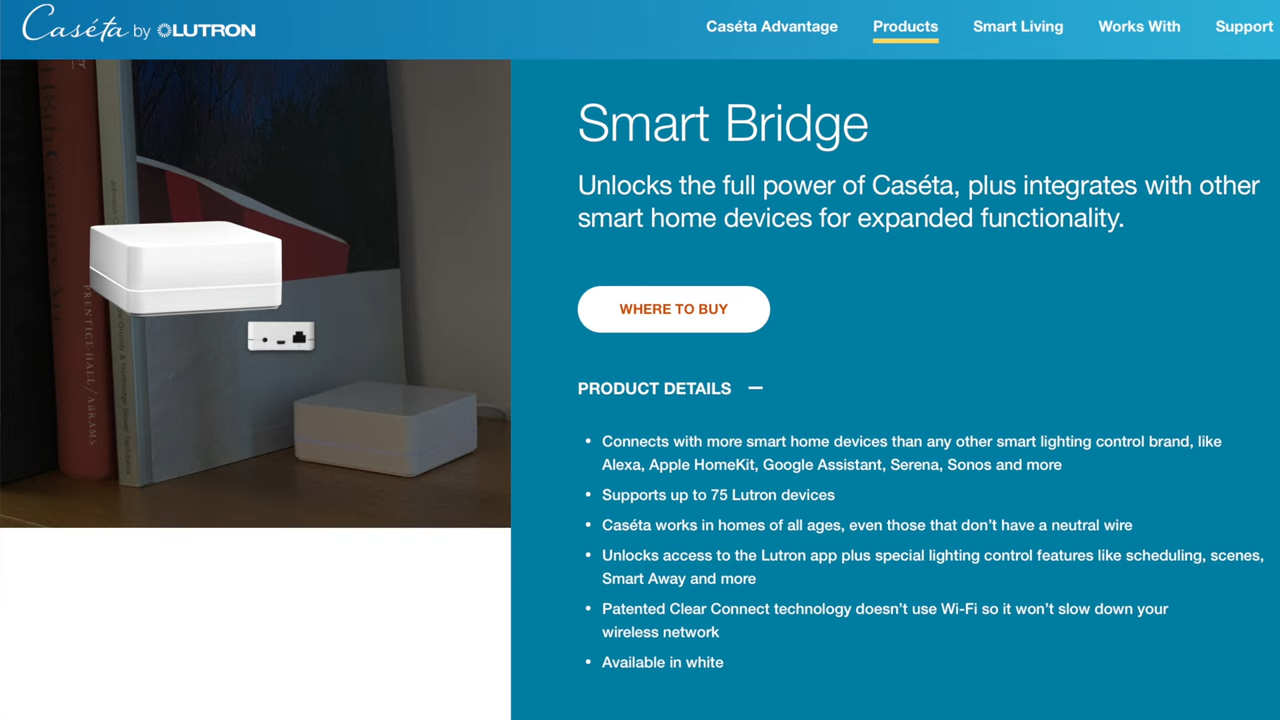 Caséta by LUTRON
Caséta Advantage
Products
Smart Living
Works With
Support
PRENTICE-HALL / ABRAMS
Smart Bridge
Unlocks the full power of Caséta, plus integrates with other
smart home devices for expanded functionality.
WHERE TO BUY
PRODUCT DETAILS —
• Connects with more smart home devices than any other smart lighting control brand, like
Alexa, Apple HomeKit, Google Assistant, Serena, Sonos and more
• Supports up to 75 Lutron devices
• Caséta works in homes of all ages, even those that don’t have a neutral wire
• Unlocks access to the Lutron app plus special lighting control features like scheduling, scenes,
Smart Away and more
• Patented Clear Connect technology doesn’t use Wi-Fi so it won’t slow down your
wireless network
• Available in white